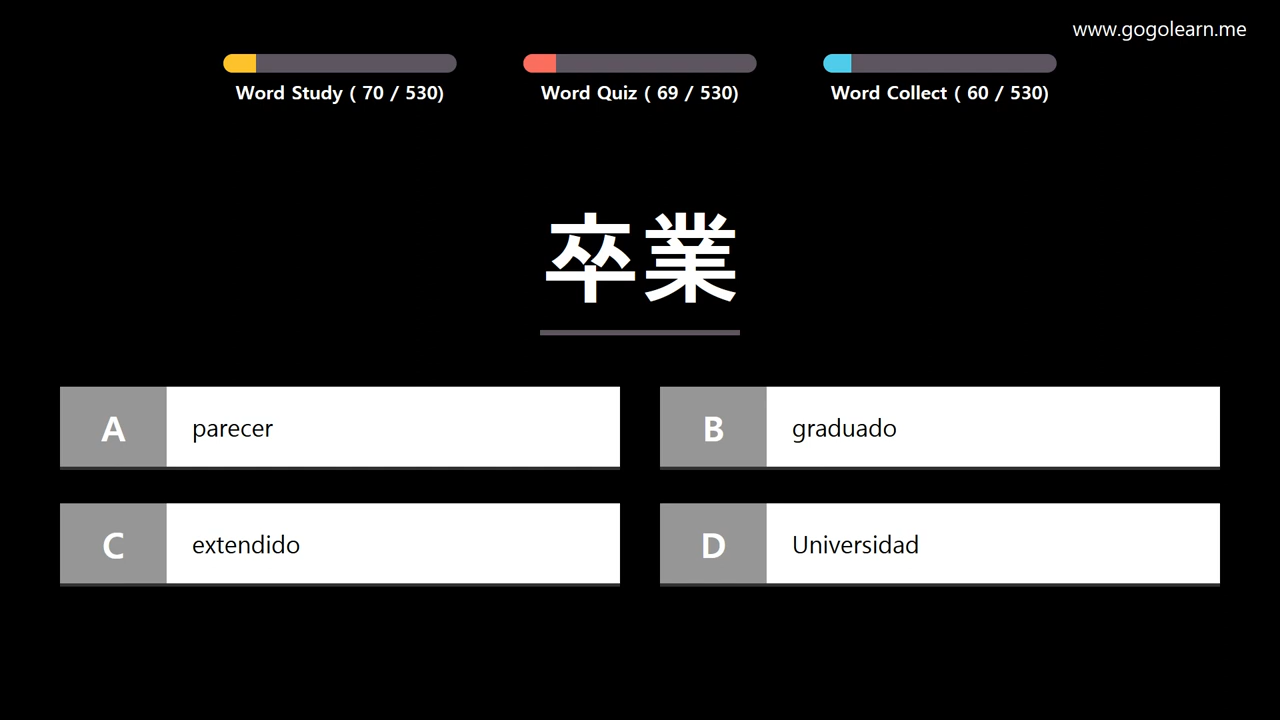 www.gogolearn.me
Word Study ( 70 / 530)
Word Quiz ( 69 / 530)
Word Collect ( 60 / 530)
卒業
A parecer
B graduado
C extendido
D Universidad